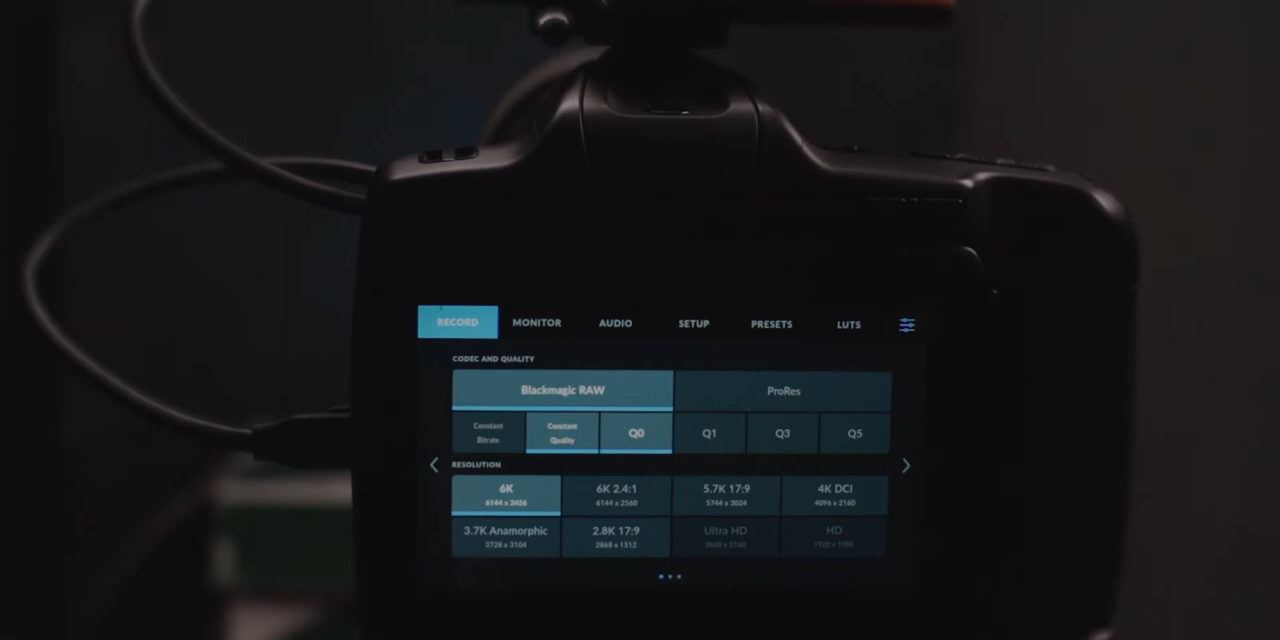 RECORD MONITOR AUDIO SETUP PRESETS LUTS
CODEC AND QUALITY
Blackmagic RAW ProRes
Constant Bitrate Constant Quality Q0 Q1 Q3 Q5
RESOLUTION
6K 6K 2.4:1 5.7K 17:9 4K DCI
6144 x 3456 6144 x 2560 5744 x 3024 4096 x 2160
3.7K Anamorphic 2.8K 17:9 Ultra HD HD
3728 x 3104 2868 x 1512 3840 x 2160 1920 x 1080